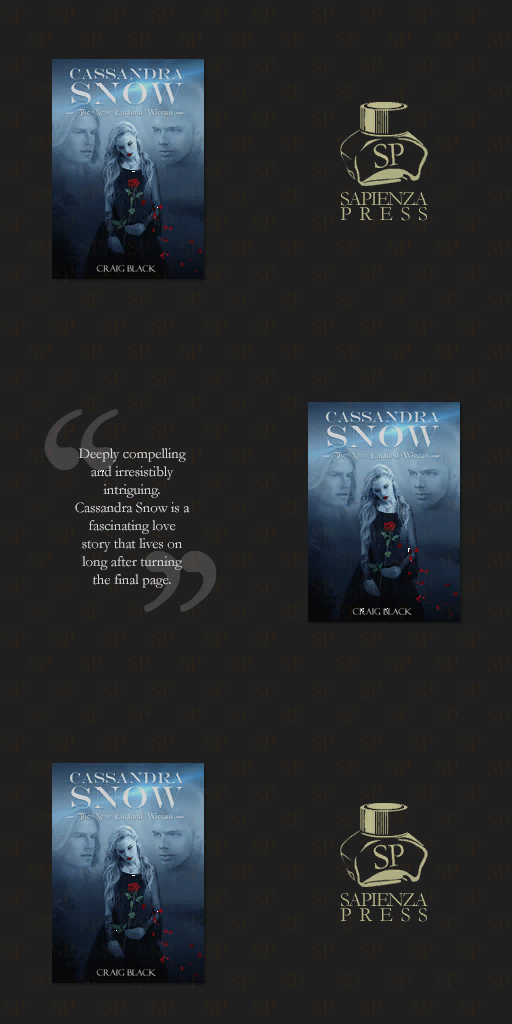 CASSANDRA
SNOW
The New England Wiccan
CRAIG BLACK
SP
SAPIENZA
PRESS
“
Deeply compelling
and irresistibly
intriguing.
Cassandra Snow is a
fascinating love
story that lives on
long after turning
the final page.
”
CASSANDRA
SNOW
The New England Wiccan
CRAIG BLACK
CASSANDRA
SNOW
The New England Wiccan
CRAIG BLACK
SP
SAPIENZA
PRESS